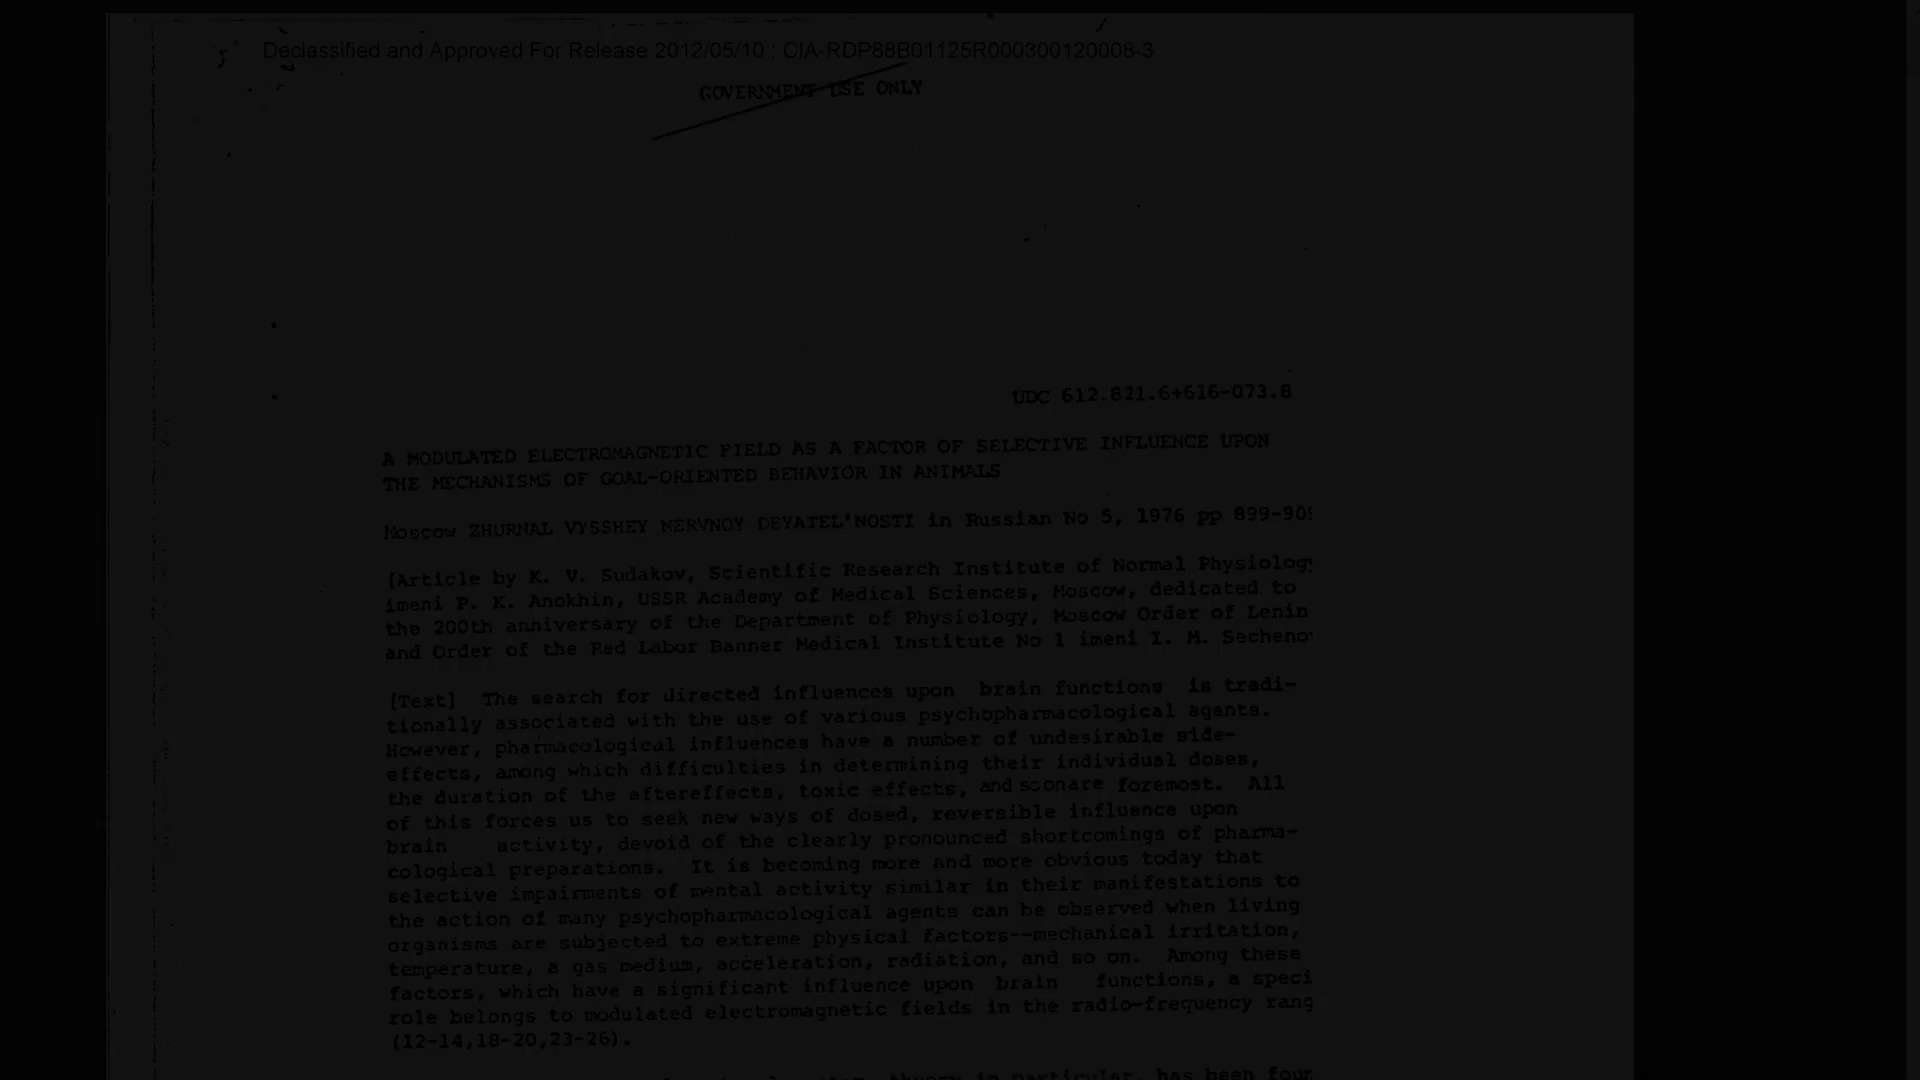 Declassified and Approved For Release 2012/05/10 : CIA-RDP88B01125R000300120008-3
GOVERNMENT USE ONLY
UDC 612.821.6+616-073.8
A MODULATED ELECTROMAGNETIC FIELD AS A FACTOR OF SELECTIVE INFLUENCE UPON
THE MECHANISMS OF GOAL-ORIENTED BEHAVIOR IN ANIMALS
Moscow ZHURNAL VYSSHEY NERVNOY DEYATEL'NOSTI in Russian No 5, 1976 pp 899-90
[Article by K. V. Sudakov, Scientific Research Institute of Normal Physiolog
imeni P. K. Anokhin, USSR Academy of Medical Sciences, Moscow, dedicated to
the 200th anniversary of the Department of Physiology, Moscow Order of Lenin
and Order of the Red Labor Banner Medical Institute No 1 imeni I. M. Secheno
[Text] The search for directed influences upon brain functions is tradi-
tionally associated with the use of various psychopharmacological agents.
However, pharmacological influences have a number of undesirable side-
effects, among which difficulties in determining their individual doses,
the duration of the aftereffects, toxic effects, and so on are foremost. All
of this forces us to seek new ways of dosed, reversible influence upon
brain activity, devoid of the clearly pronounced shortcomings of pharma-
cological preparations. It is becoming more and more obvious today that
selective impairments of mental activity similar in their manifestations to
the action of many psychopharmacological agents can be observed when living
organisms are subjected to extreme physical factors--mechanical irritation,
temperature, a gas medium, acceleration, radiation, and so on. Among these
factors, which have a significant influence upon brain functions, a speci
role belongs to modulated electromagnetic fields in the radio-frequency rang
(12-14,18-20,23-26).
theory in particular, has been foun